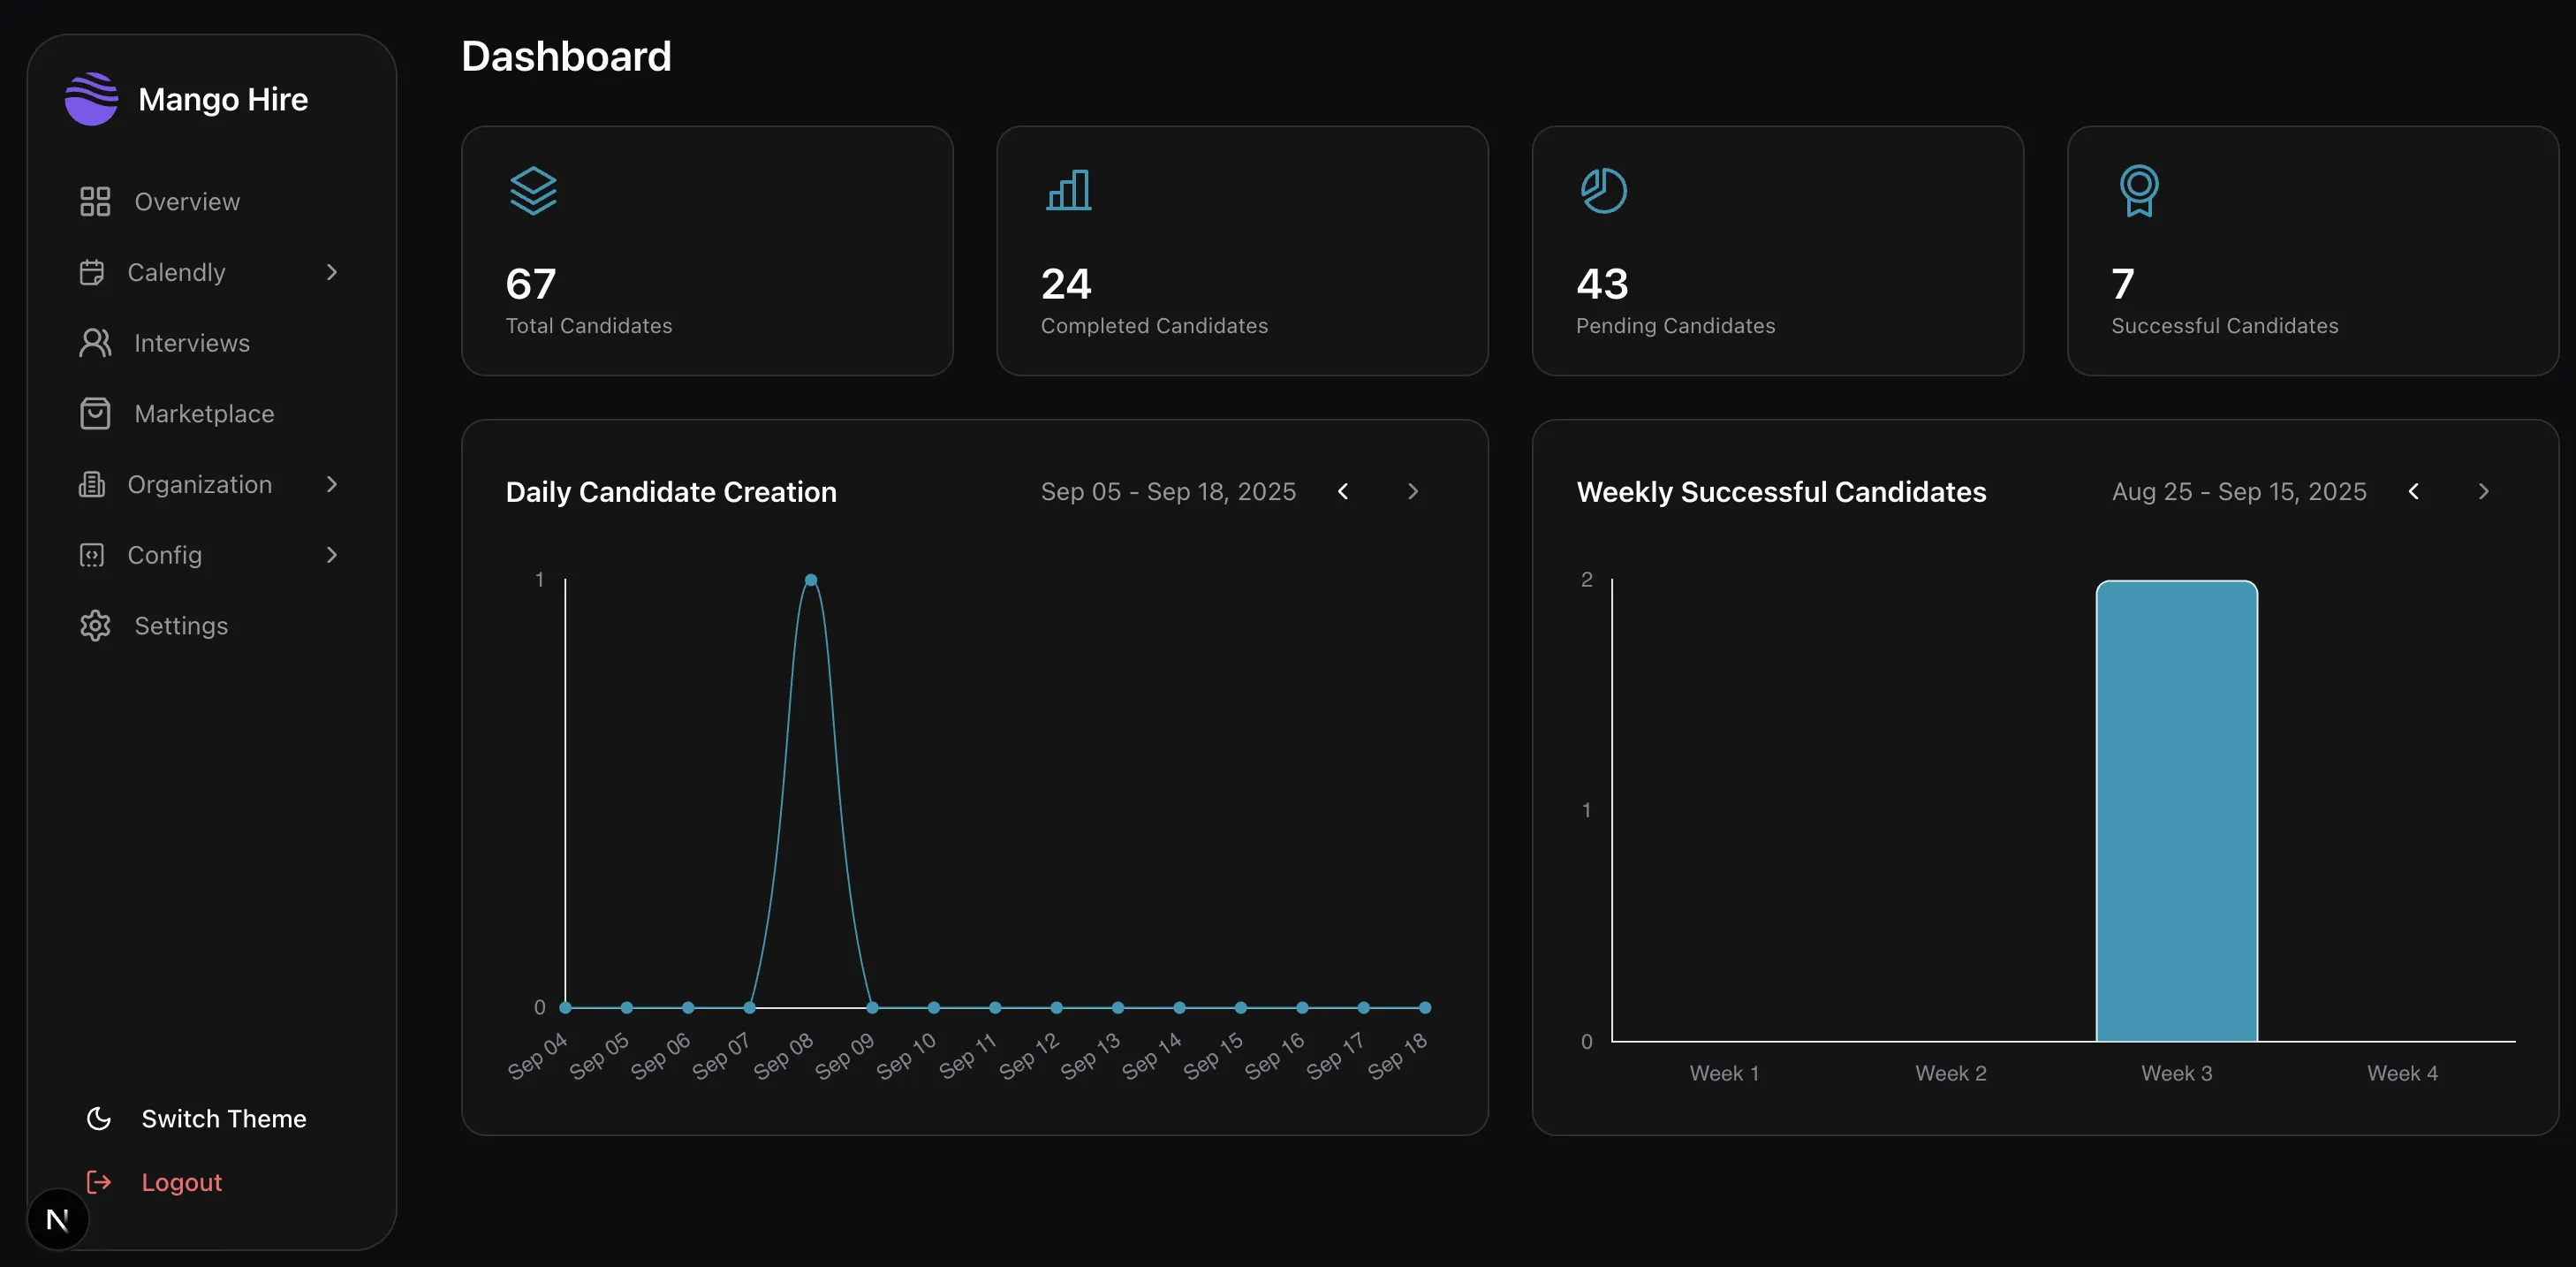 Mango Hire
Overview
Calendly
Interviews
Marketplace
Organization
Config
Settings
Switch Theme
Logout
N
Dashboard
67
Total Candidates
24
Completed Candidates
43
Pending Candidates
7
Successful Candidates
Daily Candidate Creation
Sep 05 - Sep 18, 2025
1
0
Sep 04
Sep 05
Sep 06
Sep 07
Sep 08
Sep 09
Sep 10
Sep 11
Sep 12
Sep 13
Sep 14
Sep 15
Sep 16
Sep 17
Sep 18
Weekly Successful Candidates
Aug 25 - Sep 15, 2025
2
1
0
Week 1
Week 2
Week 3
Week 4